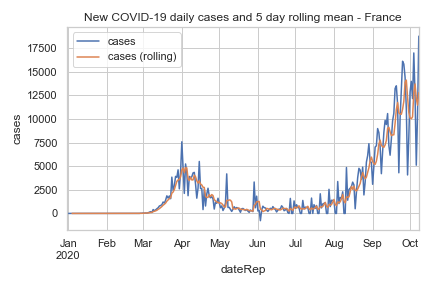 New COVID-19 daily cases and 5 day rolling mean - France
cases
cases (rolling)
17500
15000
12500
10000
7500
5000
2500
0
cases
Jan Feb Mar Apr May Jun Jul Aug Sep Oct
2020
dateRep